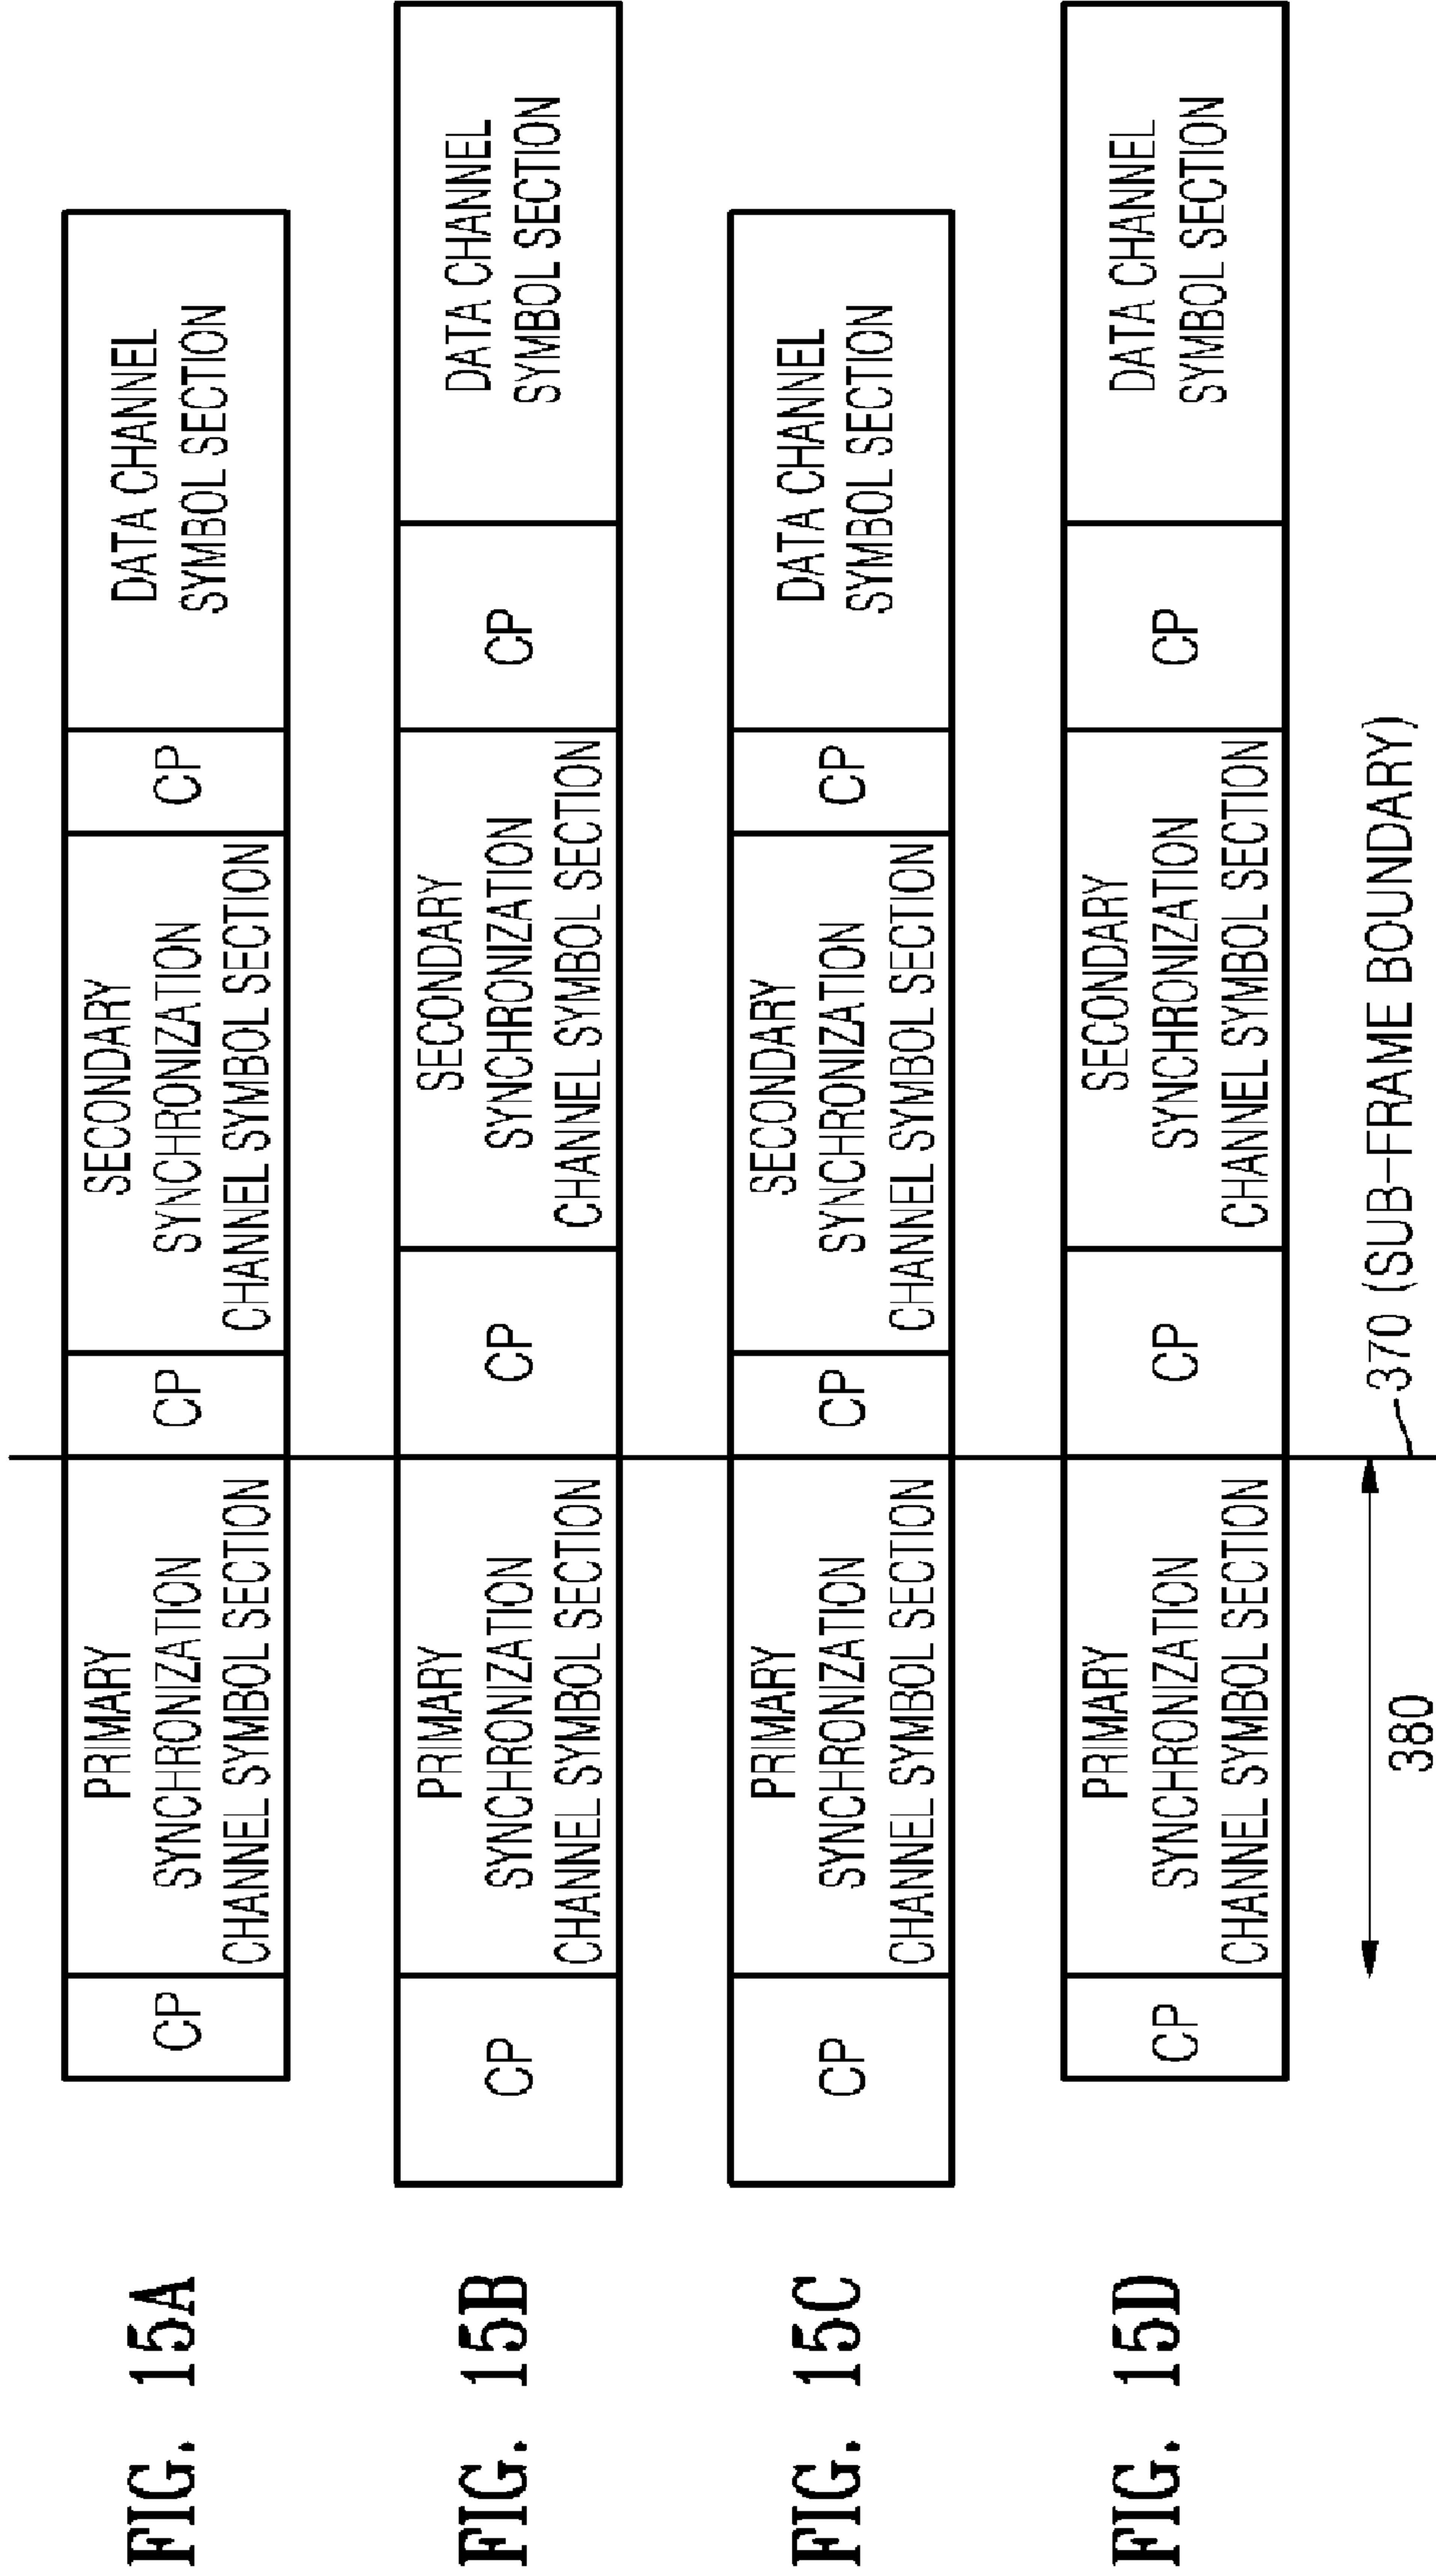 FIG. 15A
CP
PRIMARY
SYNCHRONIZATION
CHANNEL SYMBOL SECTION
CP
SECONDARY
SYNCHRONIZATION
CHANNEL SYMBOL SECTION
CP
DATA CHANNEL
SYMBOL SECTION
FIG. 15B
CP
PRIMARY
SYNCHRONIZATION
CHANNEL SYMBOL SECTION
CP
SECONDARY
SYNCHRONIZATION
CHANNEL SYMBOL SECTION
CP
DATA CHANNEL
SYMBOL SECTION
FIG. 15C
CP
PRIMARY
SYNCHRONIZATION
CHANNEL SYMBOL SECTION
CP
SECONDARY
SYNCHRONIZATION
CHANNEL SYMBOL SECTION
CP
DATA CHANNEL
SYMBOL SECTION
FIG. 15D
CP
PRIMARY
SYNCHRONIZATION
CHANNEL SYMBOL SECTION
CP
SECONDARY
SYNCHRONIZATION
CHANNEL SYMBOL SECTION
CP
DATA CHANNEL
SYMBOL SECTION
380
370 (SUB-FRAME BOUNDARY)